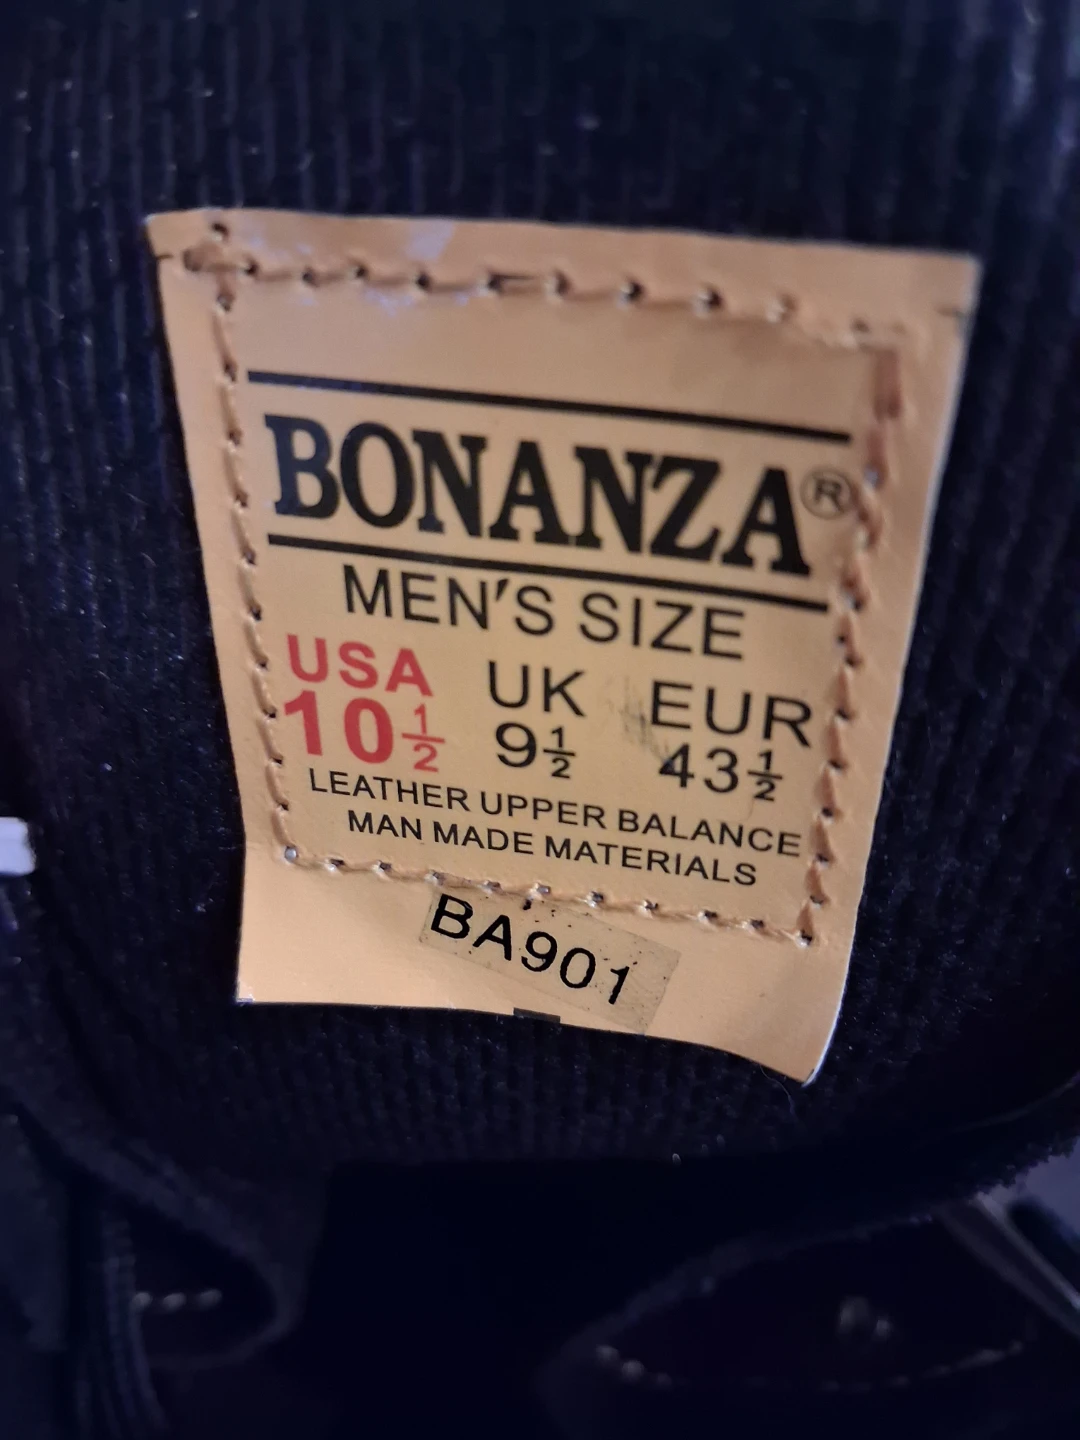 BONANZA®
MEN'S SIZE
USA UK EUR
10½ 9½ 43½
LEATHER UPPER BALANCE
MAN MADE MATERIALS
BA901